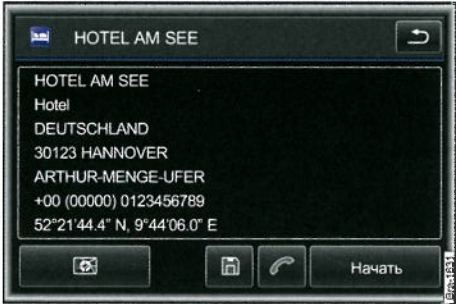 HOTEL AM SEE
HOTEL AM SEE
Hotel
DEUTSCHLAND
30123 HANNOVER
ARTHUR-MENGE-UFER
+00 (00000) 0123456789
52°21'44.4" N, 9°44'06.0" E
Начать